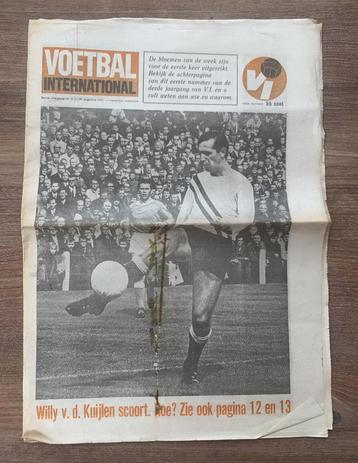 VOETBAL
INTERNATIONAL
De bloemen van de week zijn
voor de eerste keer uitgereikt.
Bekijk de achterpagina
van dit eerste nummer van de
derde jaargang van V.I. en u
zult weten aan wie en waarom.
VI
55 cent
Willy v. d. Kuijlen scoort. Hoe? Zie ook pagina 12 en 13